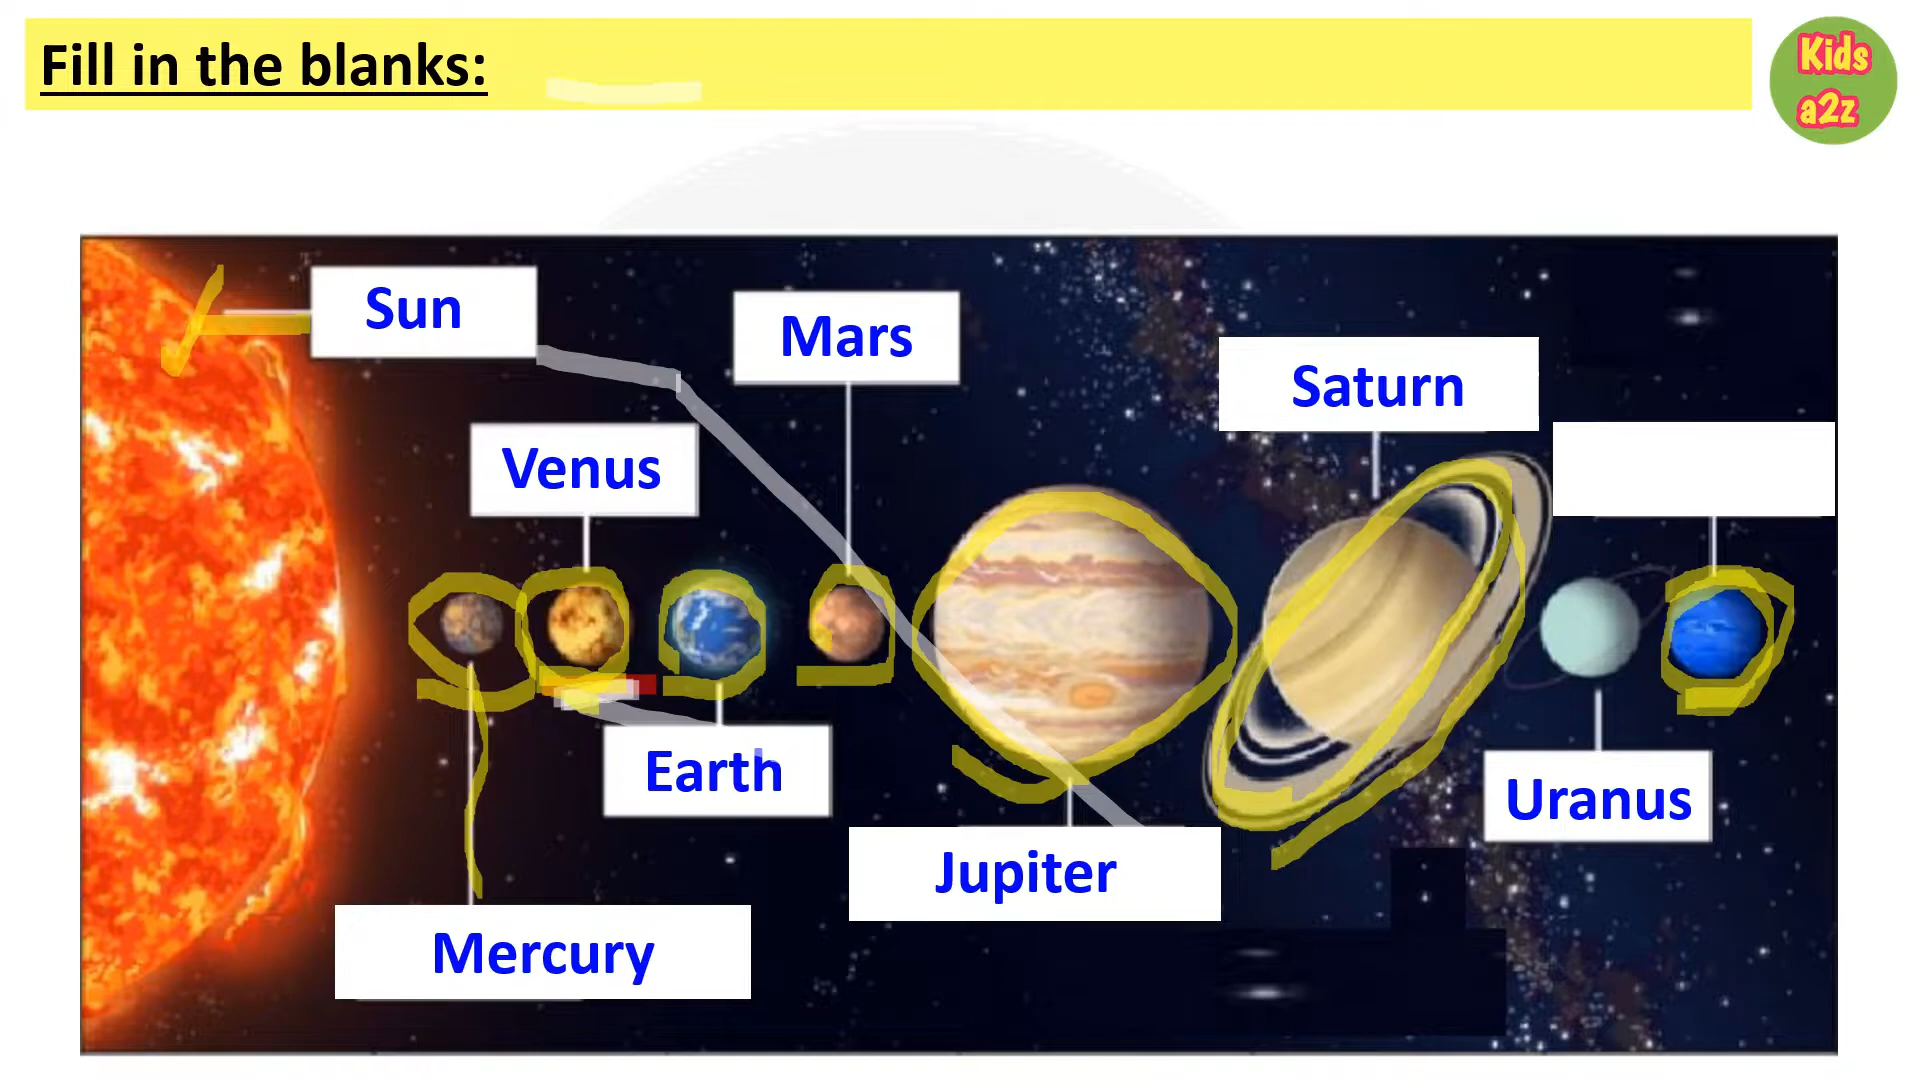 Fill in the blanks:
Kids
a2z
Sun
Mars
Saturn
Venus
Earth
Uranus
Jupiter
Mercury